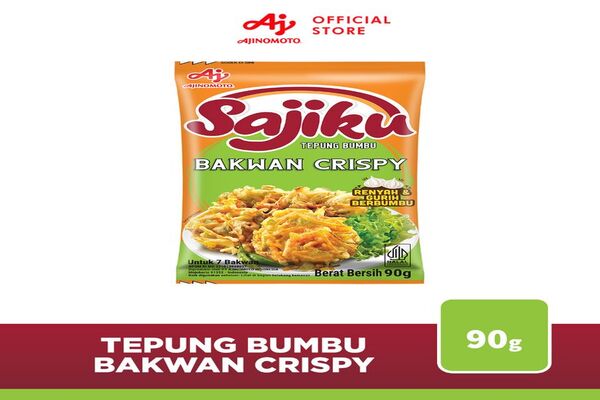 AJINOMOTO
OFFICIAL
STORE
AJINOMOTO
Sajiku
TEPUNG BUMBU
BAKWAN CRISPY
RENYAH &
GURIH
BERBUMBU
Untuk 7 Bakwan
Berat Bersih 90g
TEPUNG BUMBU
BAKWAN CRISPY
90g